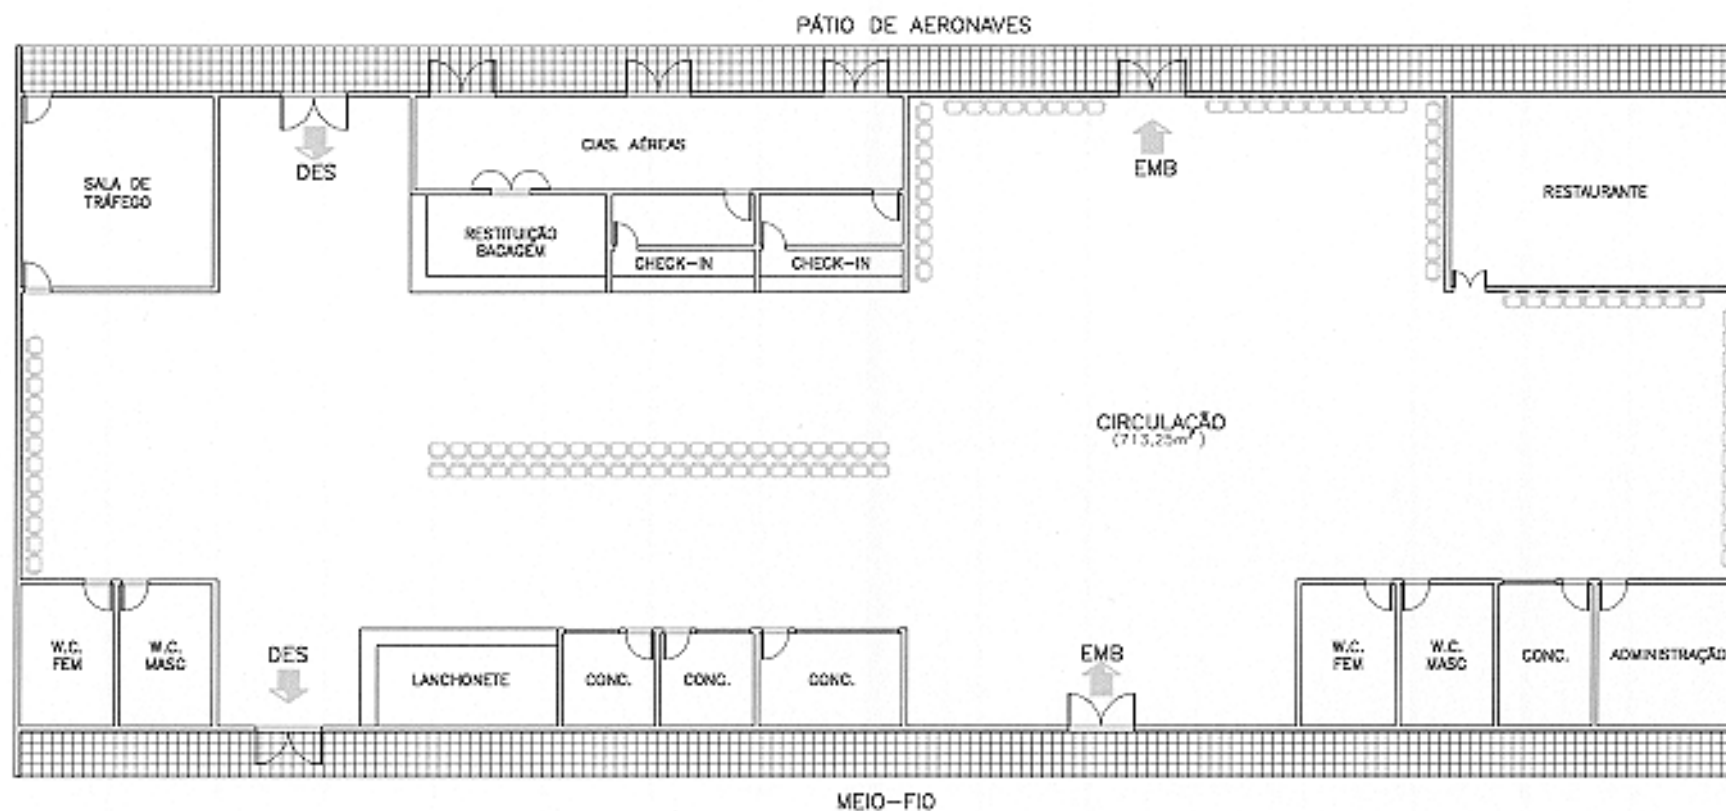 PÁTIO DE AERONAVES
CIAS. AÉREAS
DES
EMB
SALA DE
TRÁFEGO
RESTAURANTE
RESTITUIÇÃO
BAGAGEM
CHECK-IN
CHECK-IN
CIRCULAÇÃO
(713,25m²)
W.C.
FEM
W.C.
MASC
DES
LANCHONETE
CONC.
CONC.
CONC.
EMB
W.C.
FEM
W.C.
MASC
CONC.
ADMINISTRAÇÃO
MEIO-FIO